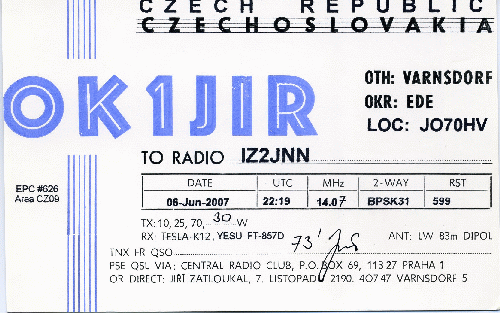 CZECH REPUBLIC
CZECHOSLOVAKIA
OK1JIR
QTH: VARNSDORF
OKR: EDE
LOC: JO70HV
TO RADIO IZ2JNN
EPC #626
Area CZ09
DATE UTC MHz 2-WAY RST
06-Jun-2007 22:19 14.07 BPSK31 599
TX: 10, 25, 70, 30 W
RX: TESLA-K12, YESU FT-857D 73' ANT: LW 83m DIPOL
TNX FR QSO
PSE QSL VIA: CENTRAL RADIO CLUB, P.O. BOX 69, 113 27 PRAHA 1
OR DIRECT: JIŘÍ ZATLOUKAL, 7. LISTOPADU 2190, 407 47 VARNSDORF 5